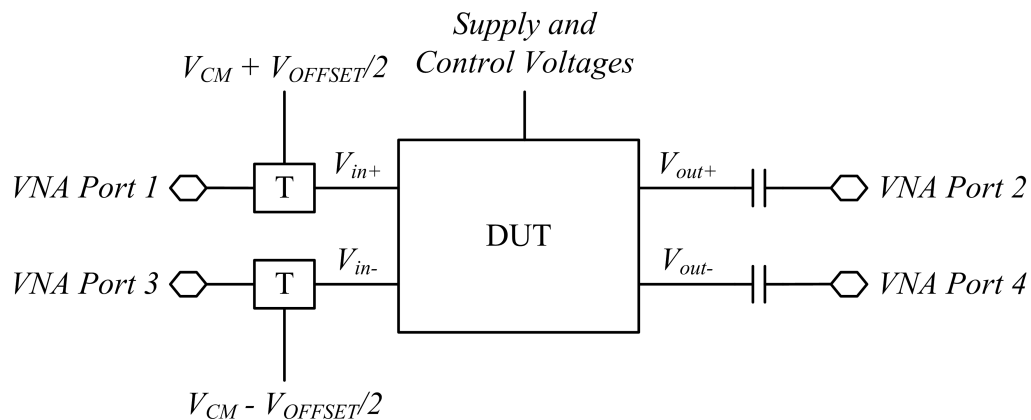 Supply and
Control Voltages
V_CM + V_OFFSET/2
VNA Port 1
T
V_in+
V_out+
VNA Port 2
DUT
VNA Port 3
T
V_in-
V_out-
VNA Port 4
V_CM - V_OFFSET/2